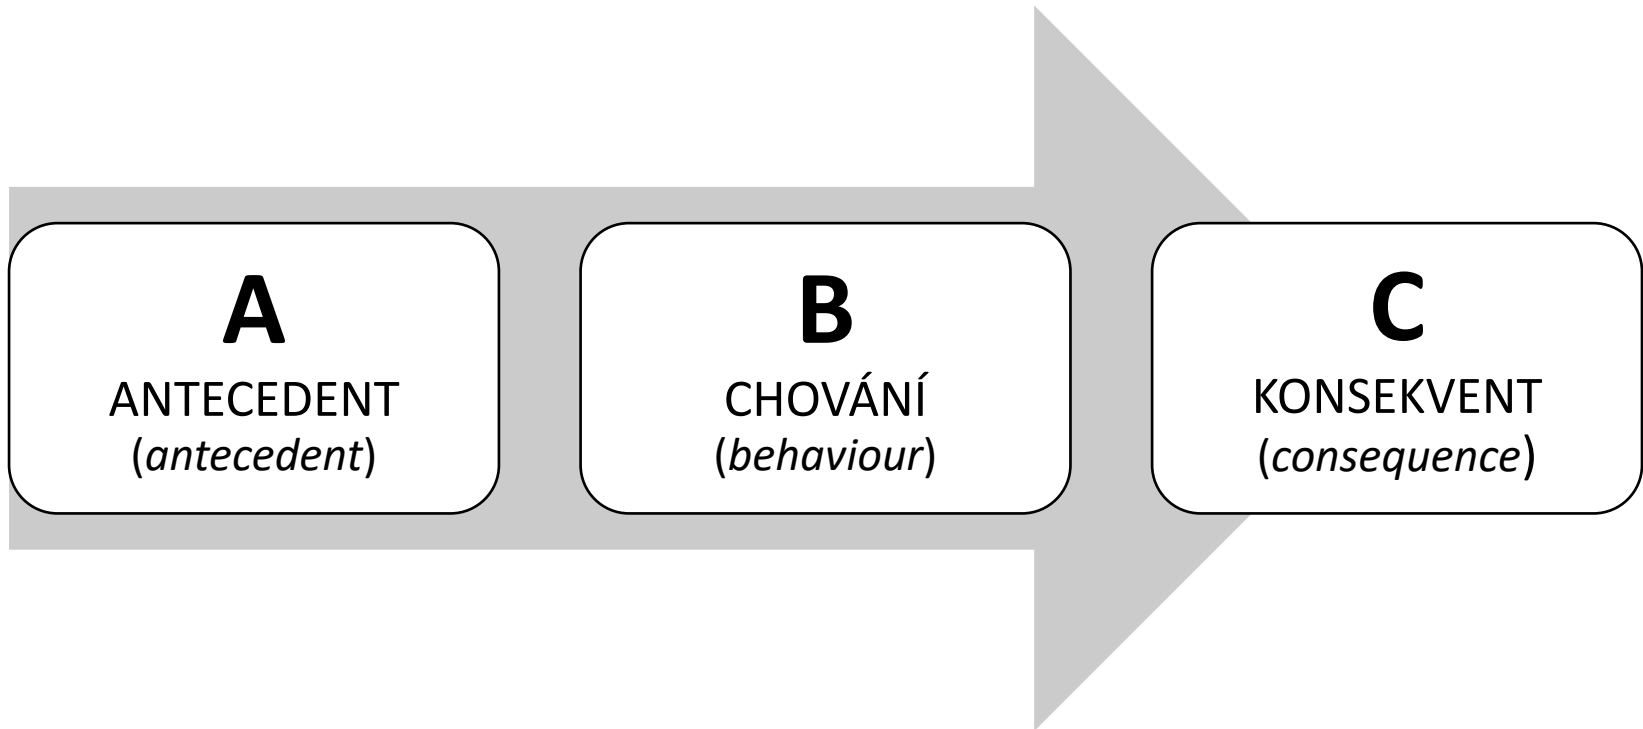 A
ANTECEDENT
(antecedent)
B
CHOVÁNÍ
(behaviour)
C
KONSEKVENT
(consequence)